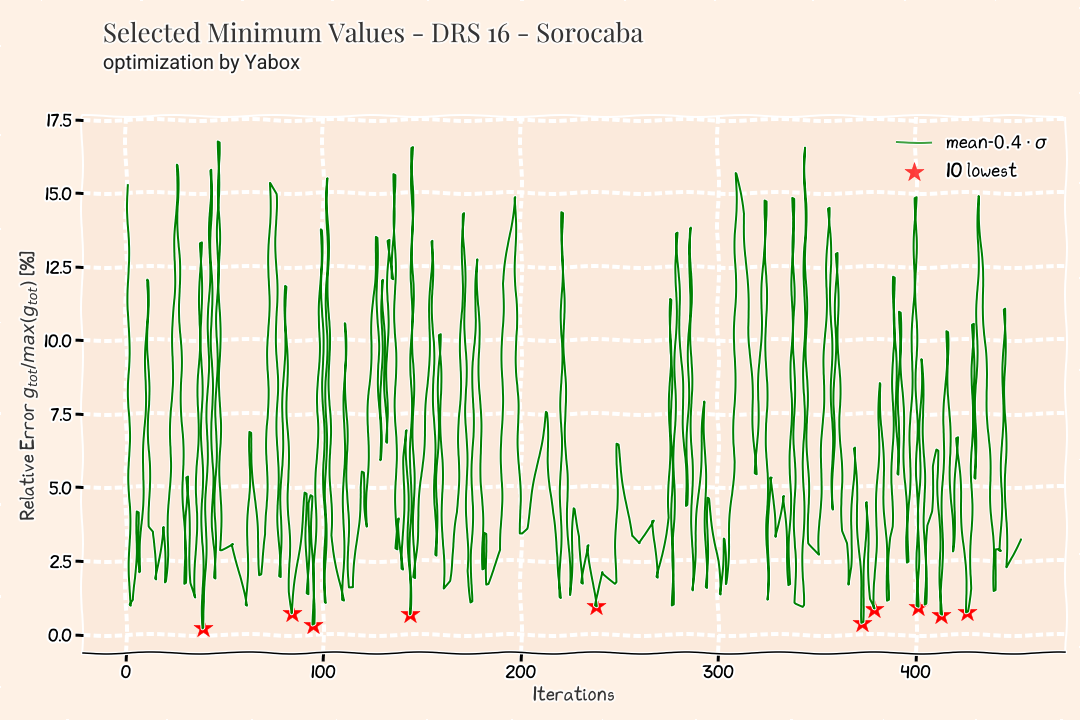 Selected Minimum Values - DRS 16 - Sorocaba
optimization by Yabox
17.5
15.0
12.5
10.0
7.5
5.0
2.5
0.0
Relative Error g_tot/max(g_tot) [%]
mean-0.4 · σ
10 lowest
0 100 200 300 400
Iterations